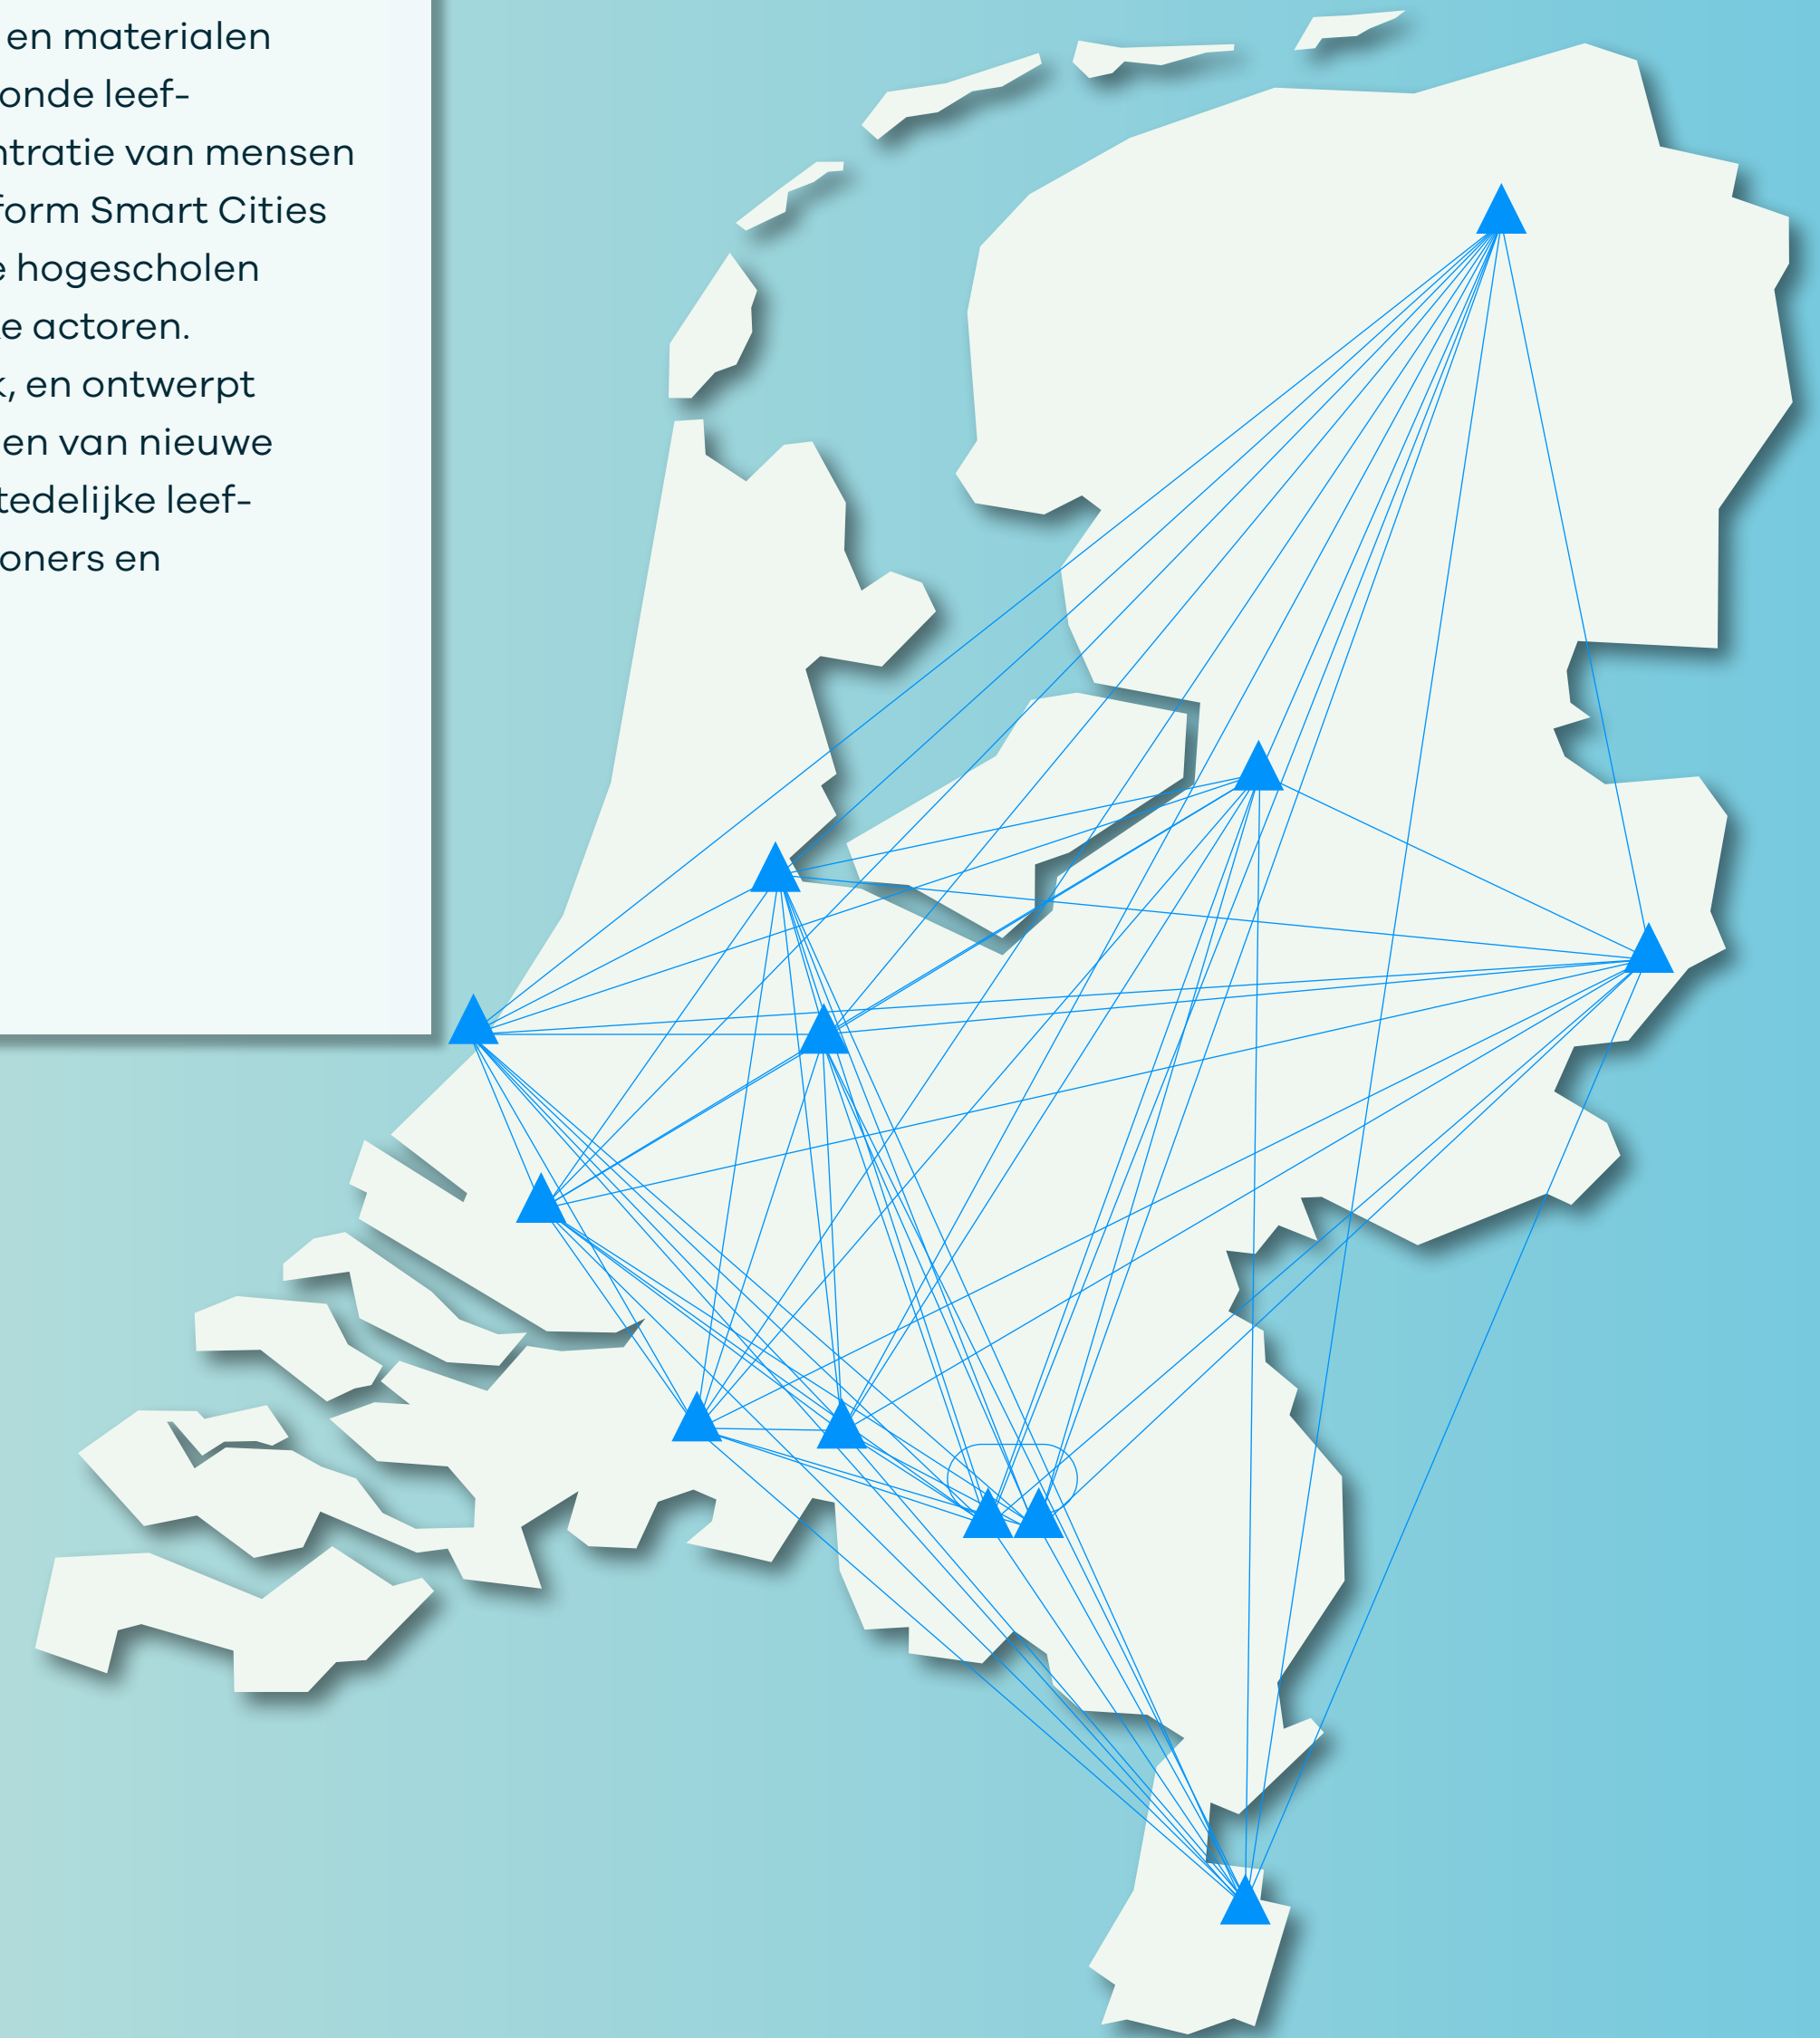 en materialen
onde leef-
ntratie van mensen
form Smart Cities
e hogescholen
e actoren.
k, en ontwerpt
en van nieuwe
tedelijke leef-
oners en